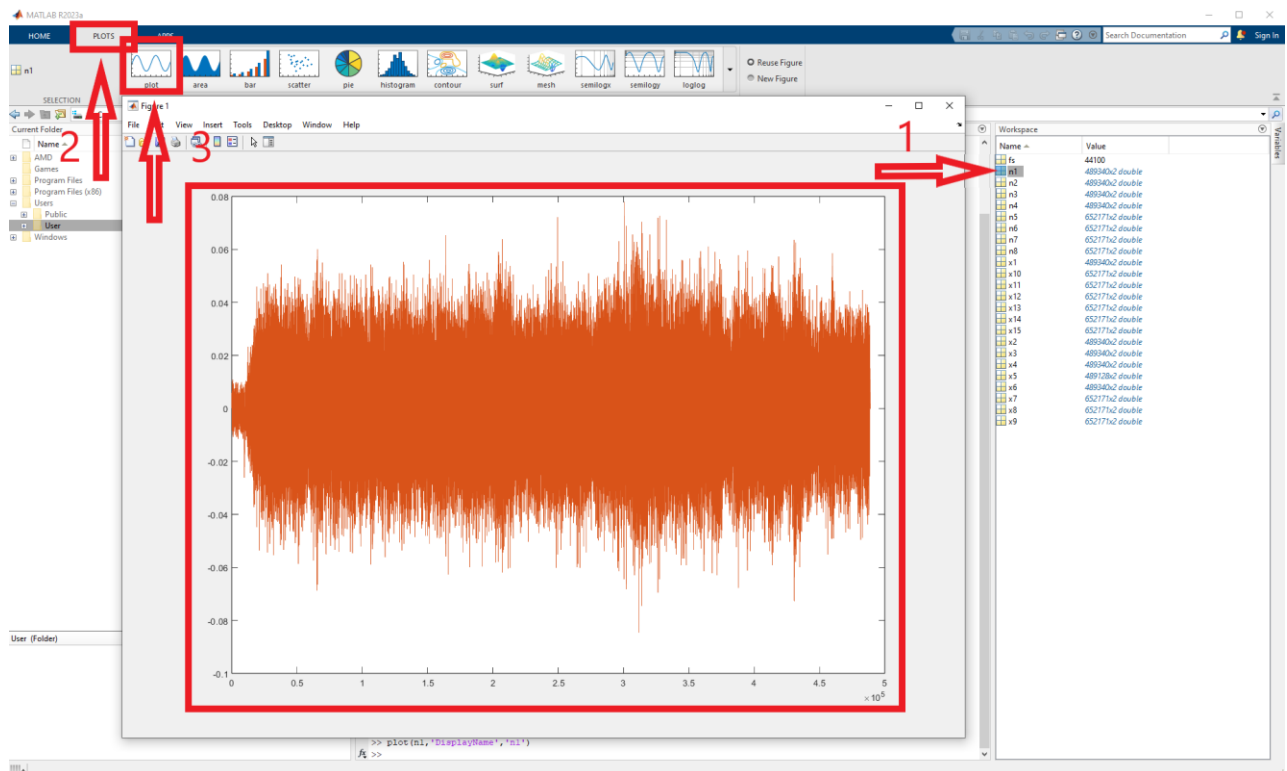 MATLAB R2023a
HOME PLOTS APPS
Search Documentation Sign In
n1
plot area bar scatter pie histogram contour surf mesh semilogx semilogy loglog
Reuse Figure
New Figure
SELECTION
Figure 1
File View Insert Tools Desktop Window Help
1
2
3
Current Folder
Name
AMD
Games
Program Files
Program Files (x86)
Users
Public
User
Windows
0.08
0.06
0.04
0.02
0
-0.02
-0.04
-0.06
-0.08
-0.1
0 0.5 1 1.5 2 2.5 3 3.5 4 4.5 5
×10⁵
Workspace
Variables
Name Value
fs 44100
n1 489340x2 double
n2 489340x2 double
n3 489340x2 double
n4 489340x2 double
n5 652171x2 double
n6 652171x2 double
n7 652171x2 double
n8 652171x2 double
x1 489340x2 double
x10 652171x2 double
x11 652171x2 double
x12 652171x2 double
x13 652171x2 double
x14 652171x2 double
x15 652171x2 double
x2 489340x2 double
x3 489340x2 double
x4 489340x2 double
x5 489128x2 double
x6 489340x2 double
x7 652171x2 double
x8 652171x2 double
x9 652171x2 double
User (Folder)
>> plot(n1,'DisplayName','n1')
fx >>